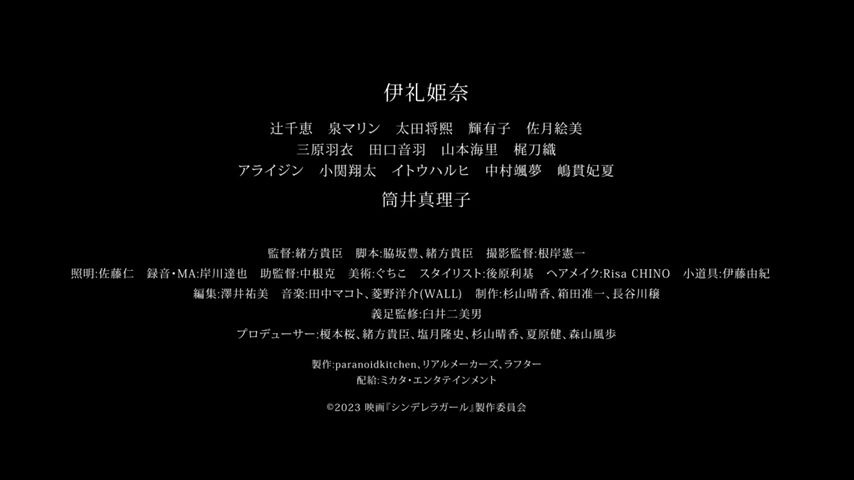 伊礼姫奈
辻千恵　泉マリン　太田将熙　輝有子　佐月絵美
三原羽衣　田口音羽　山本海里　梶刀織
アライジン　小関翔太　イトウハルヒ　中村颯夢　嶋貫妃夏
筒井真理子
監督:緒方貴臣　脚本:脇坂豊、緒方貴臣　撮影監督:根岸憲一
照明:佐藤仁　録音・MA:岸川達也　助監督:中根克　美術:ぐちこ　スタイリスト:後原利基　ヘアメイク:Risa CHINO　小道具:伊藤由紀
編集:澤井祐美　音楽:田中マコト、菱野洋介(WALL)　制作:杉山晴香、箱田准一、長谷川穣
義足監修:臼井二美男
プロデューサー:榎本桜、緒方貴臣、塩月隆史、杉山晴香、夏原健、森山風歩
製作:paranoidkitchen、リアルメーカーズ、ラフター
配給:ミカタ・エンタテインメント
©2023 映画『シンデレラガール』製作委員会